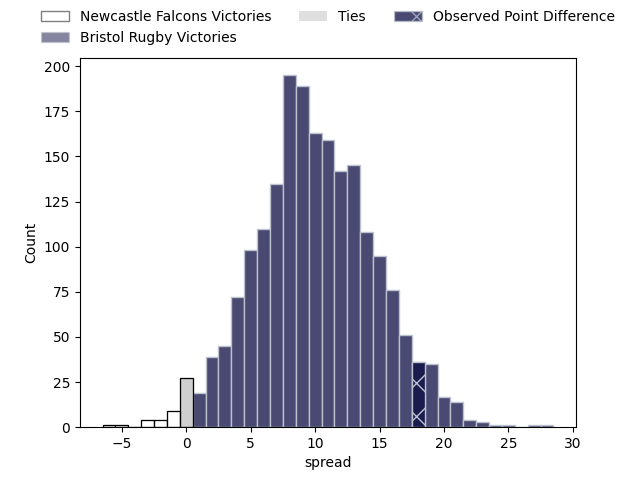 Newcastle Falcons Victories
Ties
Observed Point Difference
Bristol Rugby Victories
200
175
150
125
100
75
50
25
0
Count
−5
0
5
10
15
20
25
30
spread